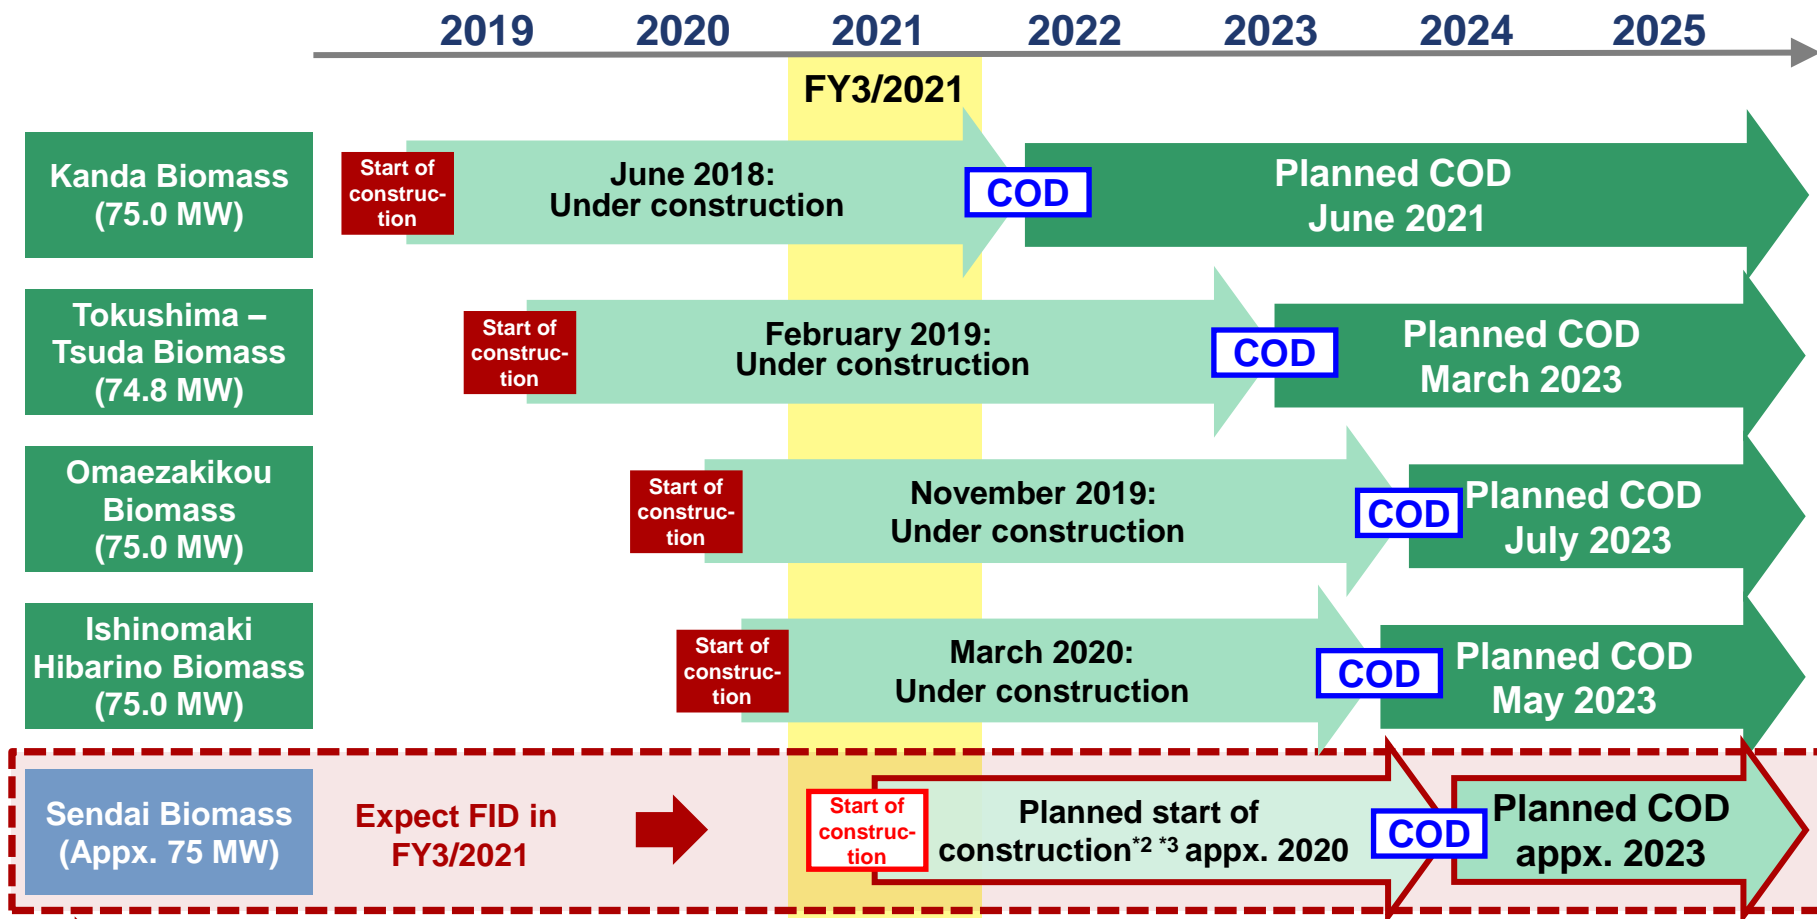 2019 2020 2021 2022 2023 2024 2025
FY3/2021
Kanda Biomass
(75.0 MW)
Start of
construc-
tion
June 2018:
Under construction
COD
Planned COD
June 2021
Tokushima –
Tsuda Biomass
(74.8 MW)
Start of
construc-
tion
February 2019:
Under construction
COD
Planned COD
March 2023
Omaezakikou
Biomass
(75.0 MW)
Start of
construc-
tion
November 2019:
Under construction
COD
Planned COD
July 2023
Ishinomaki
Hibarino Biomass
(75.0 MW)
Start of
construc-
tion
March 2020:
Under construction
COD
Planned COD
May 2023
Sendai Biomass
(Appx. 75 MW)
Expect FID in
FY3/2021
Start of
construc-
tion
Planned start of
construction*2 *3 appx. 2020
COD
Planned COD
appx. 2023